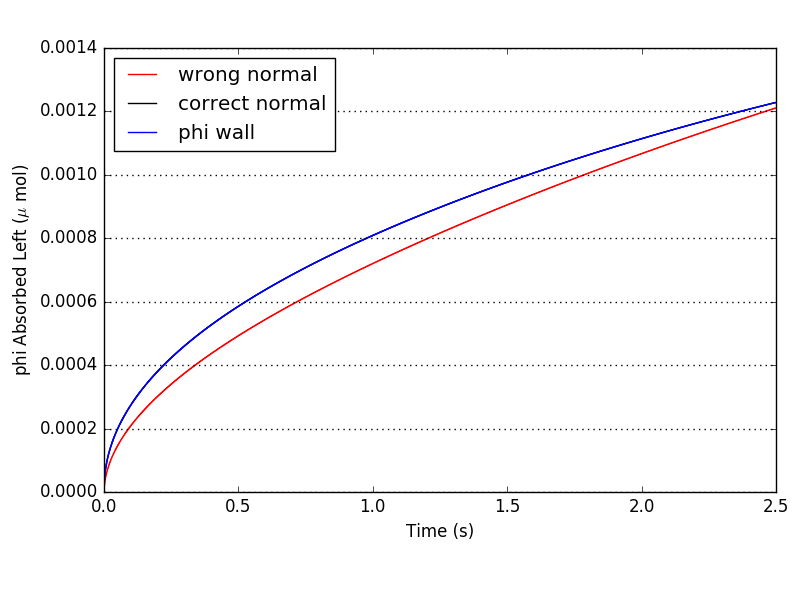 0.0014
0.0012
0.0010
0.0008
0.0006
0.0004
0.0002
0.0000
phi Absorbed Left (μ mol)
wrong normal
correct normal
phi wall
0.0 0.5 1.0 1.5 2.0 2.5
Time (s)